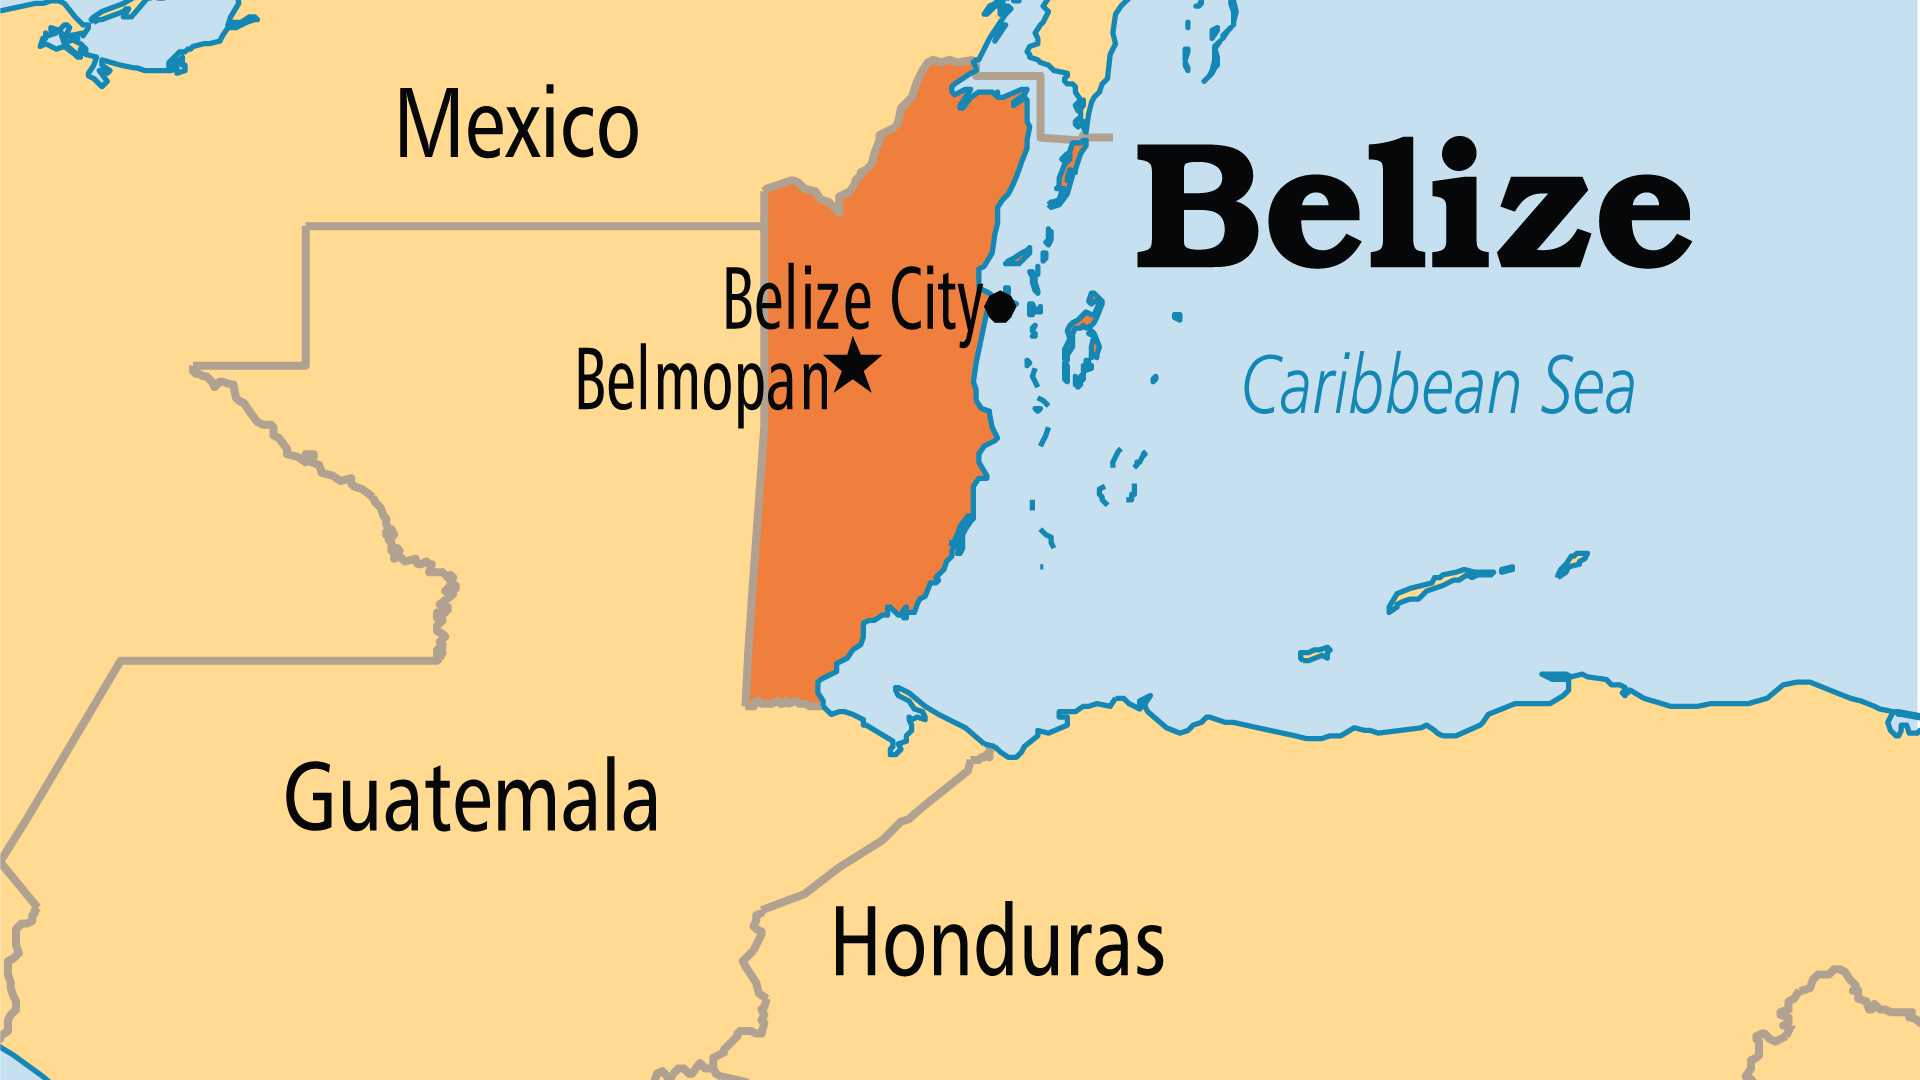 Mexico
Belize
Belize City
Belmopan
Caribbean Sea
Guatemala
Honduras